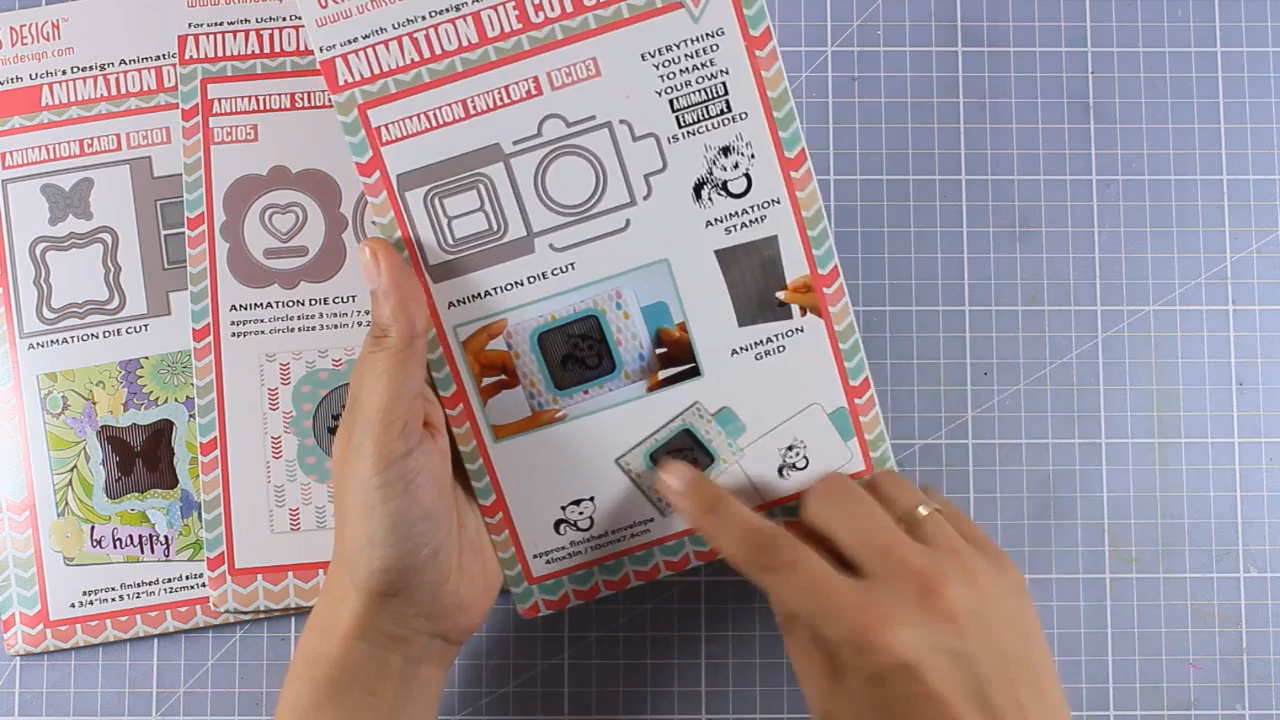 DESIGN™
isdesign.com
with Uchi's Design Animation
ANIMATION D
ANIMATION CARD DC101
ANIMATION DIE CUT
be happy
approx. finished card size
4 3/4"in x 5 1/2"in / 12cmx14
For use with Uchi's Design
ANIMATION
ANIMATION SLIDE
DC105
ANIMATION DIE CUT
approx. circle size 3 1/8in / 7.9
approx. circle size 3 5/8in / 9.2
For use with Uchi's Design Animation
ANIMATION DIE CUT
ANIMATION ENVELOPE DC103
EVERYTHING
YOU NEED
TO MAKE
YOUR OWN
ANIMATED
ENVELOPE
IS INCLUDED
ANIMATION
STAMP
ANIMATION DIE CUT
ANIMATION
GRID
approx. finished envelope
4inx3in / 10cmx7.6cm